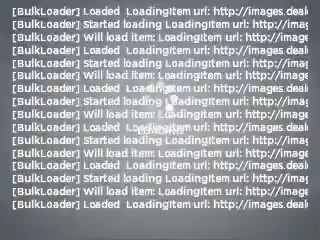 [BulkLoader] Loaded LoadingItem url: http://images.deal
[BulkLoader] Started loading LoadingItem url: http://imag
[BulkLoader] Will load item: LoadingItem url: http://image
[BulkLoader] Loaded LoadingItem url: http://images.deal
[BulkLoader] Started loading LoadingItem url: http://imag
[BulkLoader] Will load item: LoadingItem url: http://image
[BulkLoader] Loaded LoadingItem url: http://images.deal
[BulkLoader] Started loading LoadingItem url: http://imag
[BulkLoader] Will load item: LoadingItem url: http://image
[BulkLoader] Loaded LoadingItem url: http://images.deal
LOADING
[BulkLoader] Started loading LoadingItem url: http://imag
[BulkLoader] Will load item: LoadingItem url: http://image
[BulkLoader] Loaded LoadingItem url: http://images.deal
[BulkLoader] Started loading LoadingItem url: http://imag
[BulkLoader] Will load item: LoadingItem url: http://image
[BulkLoader] Loaded LoadingItem url: http://images.deal